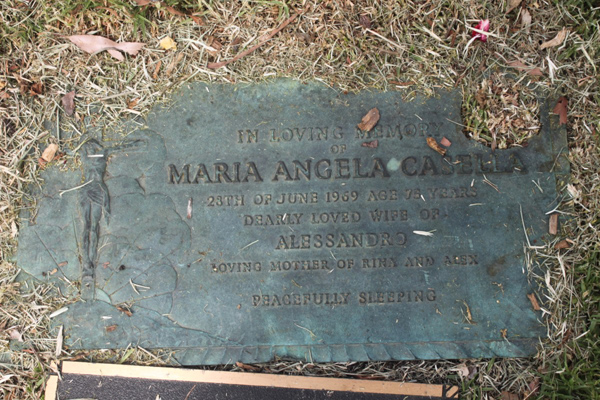 IN LOVING MEMORY
OF
MARIA ANGELA CASELLA
28TH OF JUNE 1969 AGE 75 YEARS
DEARLY LOVED WIFE OF
ALESSANDRO
LOVING MOTHER OF RINA AND ALEX
PEACEFULLY SLEEPING